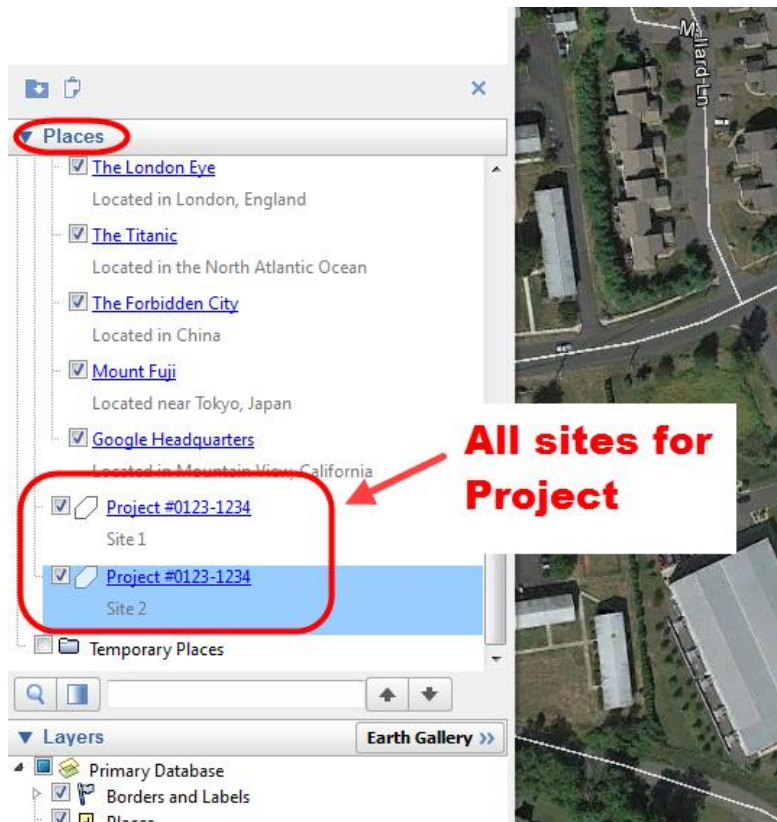 Millard Ln
Places
The London Eye
Located in London, England
The Titanic
Located in the North Atlantic Ocean
The Forbidden City
Located in China
Mount Fuji
Located near Tokyo, Japan
Google Headquarters
Located in Mountain View, California
All sites for
Project
Project #0123-1234
Site 1
Project #0123-1234
Site 2
Temporary Places
Layers
Earth Gallery »
Primary Database
Borders and Labels
Places